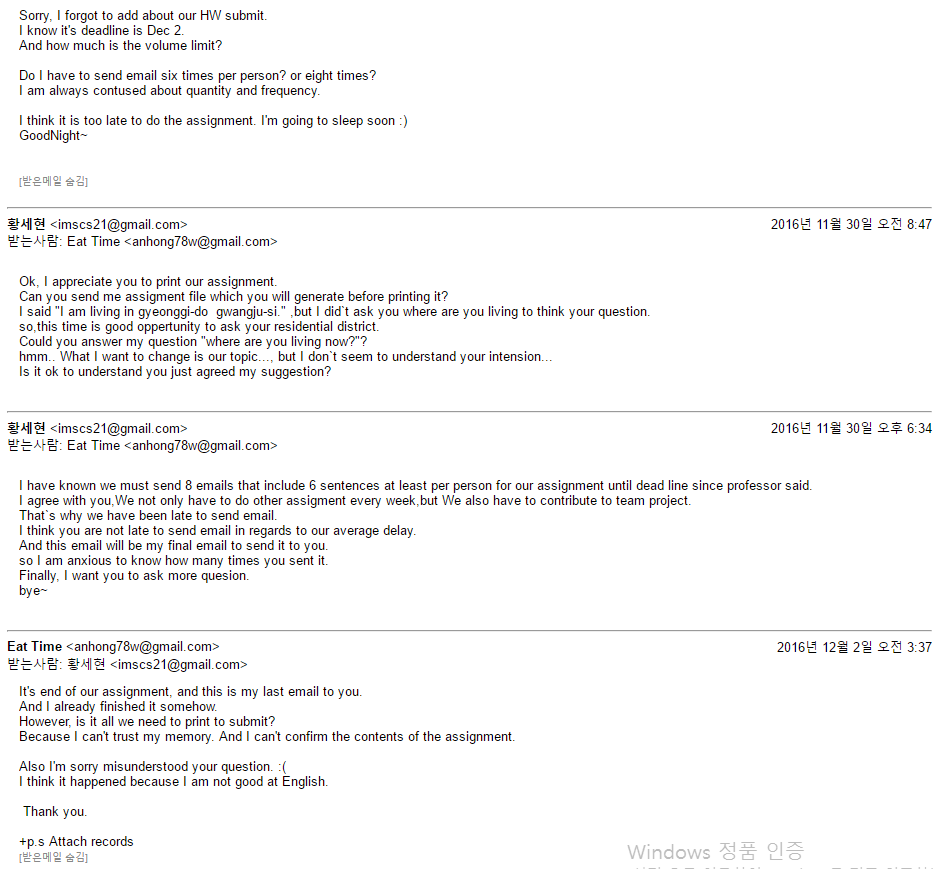 Sorry, I forgot to add about our HW submit.
I know it's deadline is Dec 2.
And how much is the volume limit?
Do I have to send email six times per person? or eight times?
I am always contused about quantity and frequency.
I think it is too late to do the assignment. I'm going to sleep soon :)
GoodNight~
[받은메일 숨김]
황세현 <imscs21@gmail.com> 2016년 11월 30일 오전 8:47
받는사람: Eat Time <anhong78w@gmail.com>
Ok, I appreciate you to print our assignment.
Can you send me assigment file which you will generate before printing it?
I said "I am living in gyeonggi-do  gwangju-si." ,but I did`t ask you where are you living to think your question.
so,this time is good oppertunity to ask your residential district.
Could you answer my question "where are you living now?"?
hmm.. What I want to change is our topic..., but I don`t seem to understand your intension...
Is it ok to understand you just agreed my suggestion?
황세현 <imscs21@gmail.com> 2016년 11월 30일 오후 6:34
받는사람: Eat Time <anhong78w@gmail.com>
I have known we must send 8 emails that include 6 sentences at least per person for our assignment until dead line since professor said.
I agree with you,We not only have to do other assigment every week,but We also have to contribute to team project.
That`s why we have been late to send email.
I think you are not late to send email in regards to our average delay.
And this email will be my final email to send it to you.
so I am anxious to know how many times you sent it.
Finally, I want you to ask more quesion.
bye~
Eat Time <anhong78w@gmail.com> 2016년 12월 2일 오전 3:37
받는사람: 황세현 <imscs21@gmail.com>
It's end of our assignment, and this is my last email to you.
And I already finished it somehow.
However, is it all we need to print to submit?
Because I can't trust my memory. And I can't confirm the contents of the assignment.
Also I'm sorry misunderstood your question. :(
I think it happened because I am not good at English.
Thank you.
+p.s Attach records
[받은메일 숨김]
Windows 정품 인증